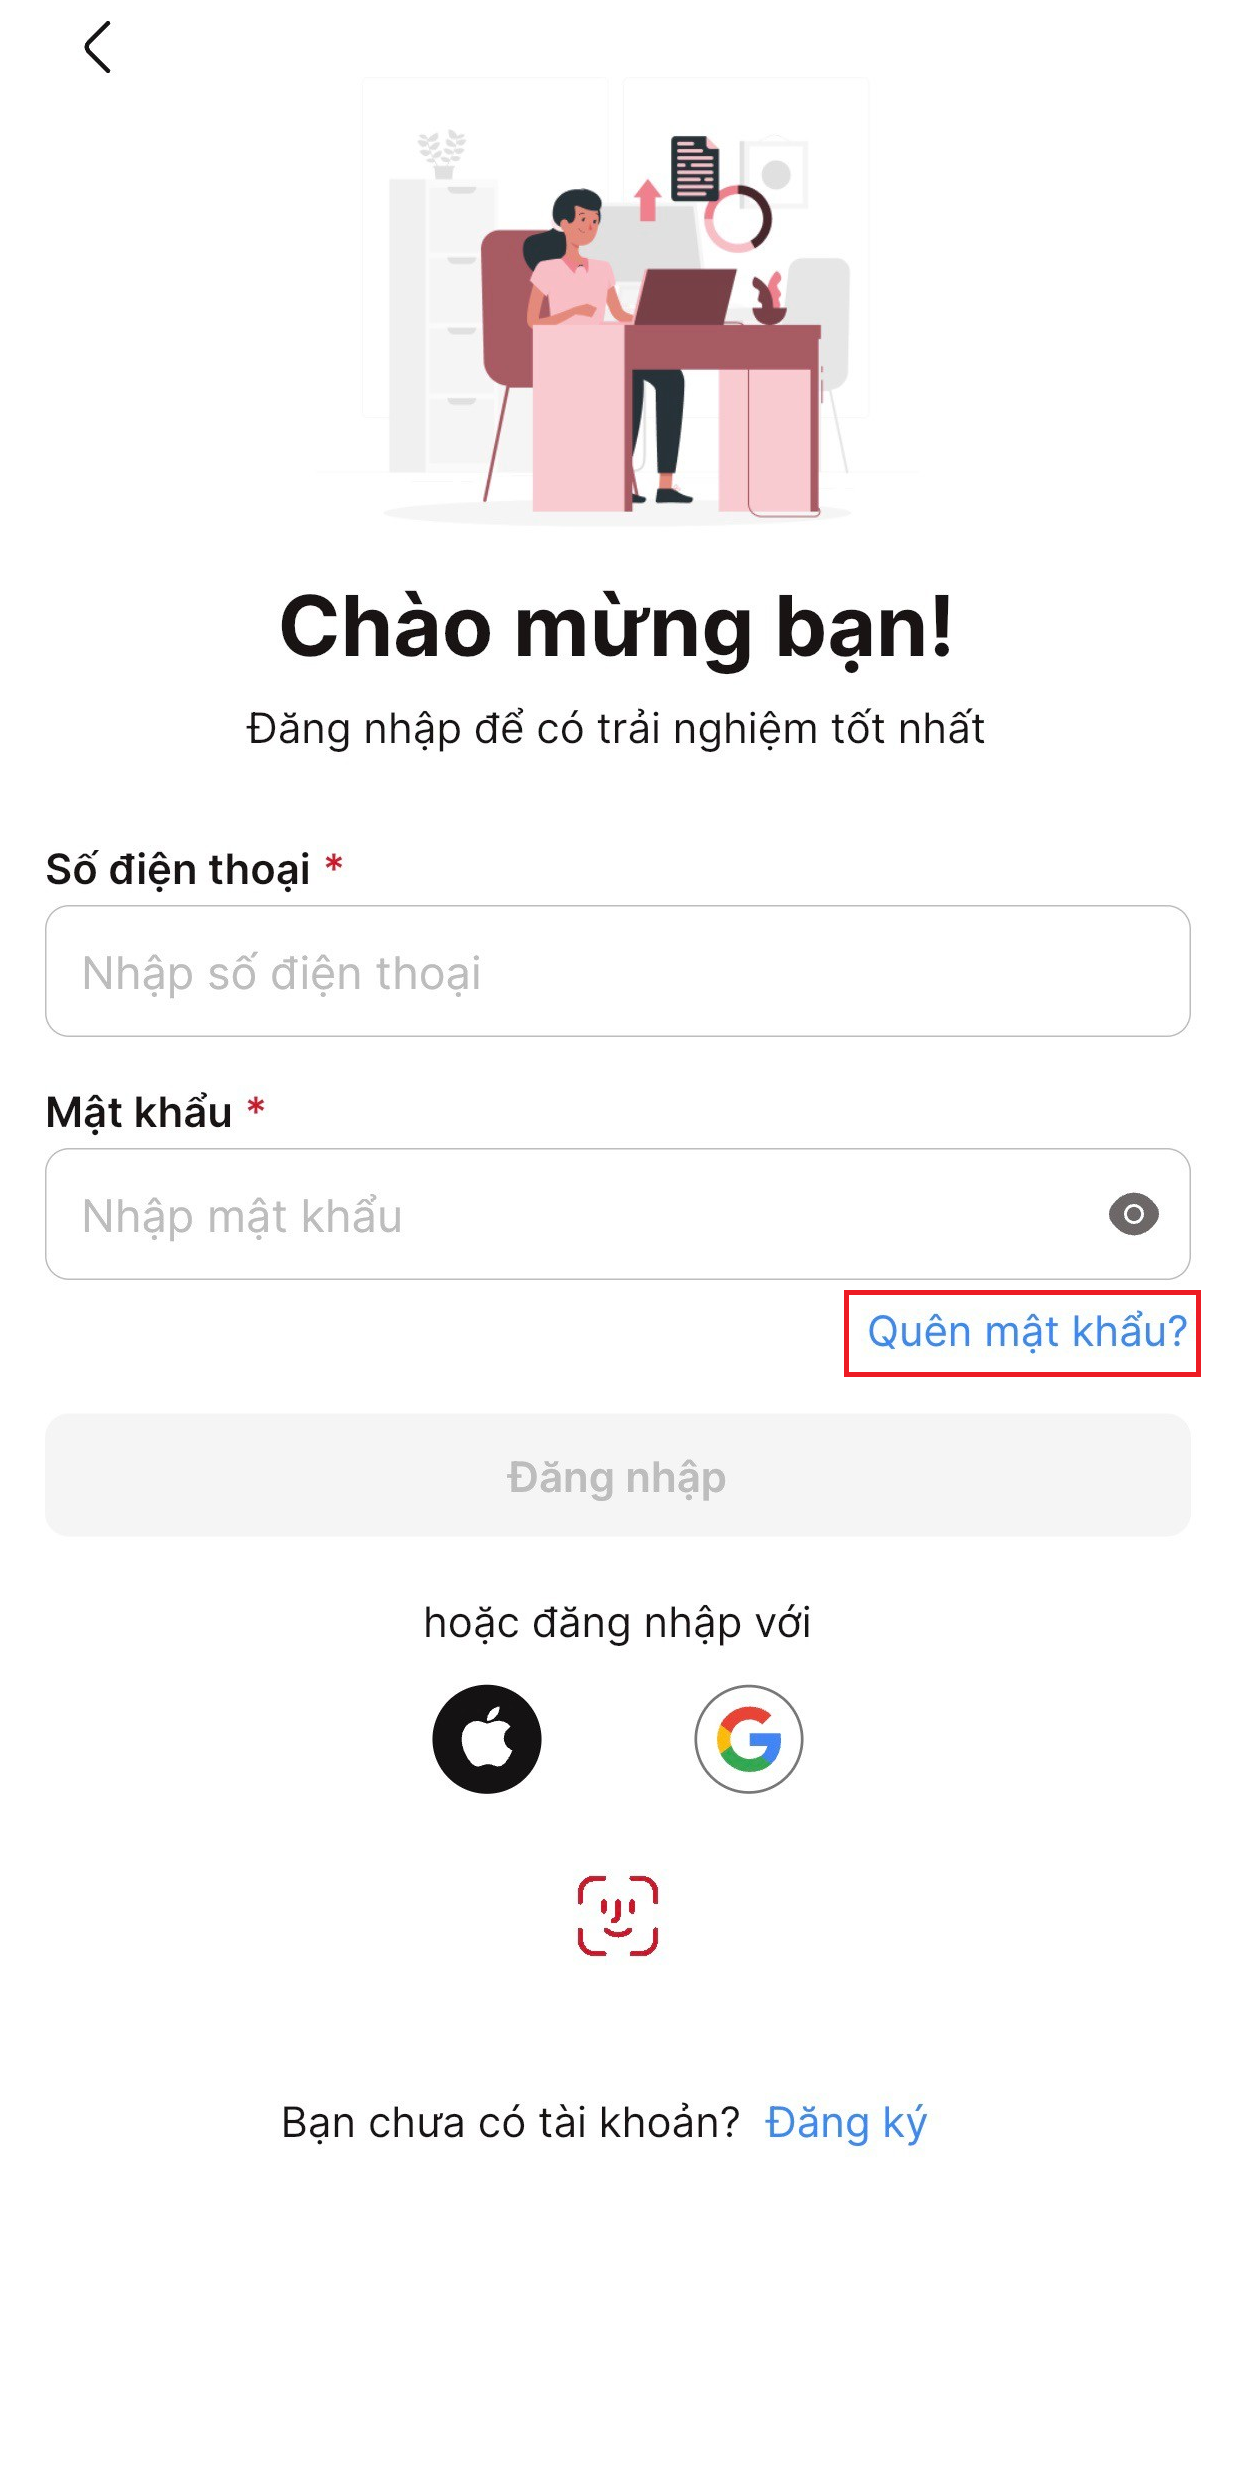 Chào mừng bạn!
Đăng nhập để có trải nghiệm tốt nhất
Số điện thoại *
Nhập số điện thoại
Mật khẩu *
Nhập mật khẩu
Quên mật khẩu?
Đăng nhập
hoặc đăng nhập với
Bạn chưa có tài khoản? Đăng ký